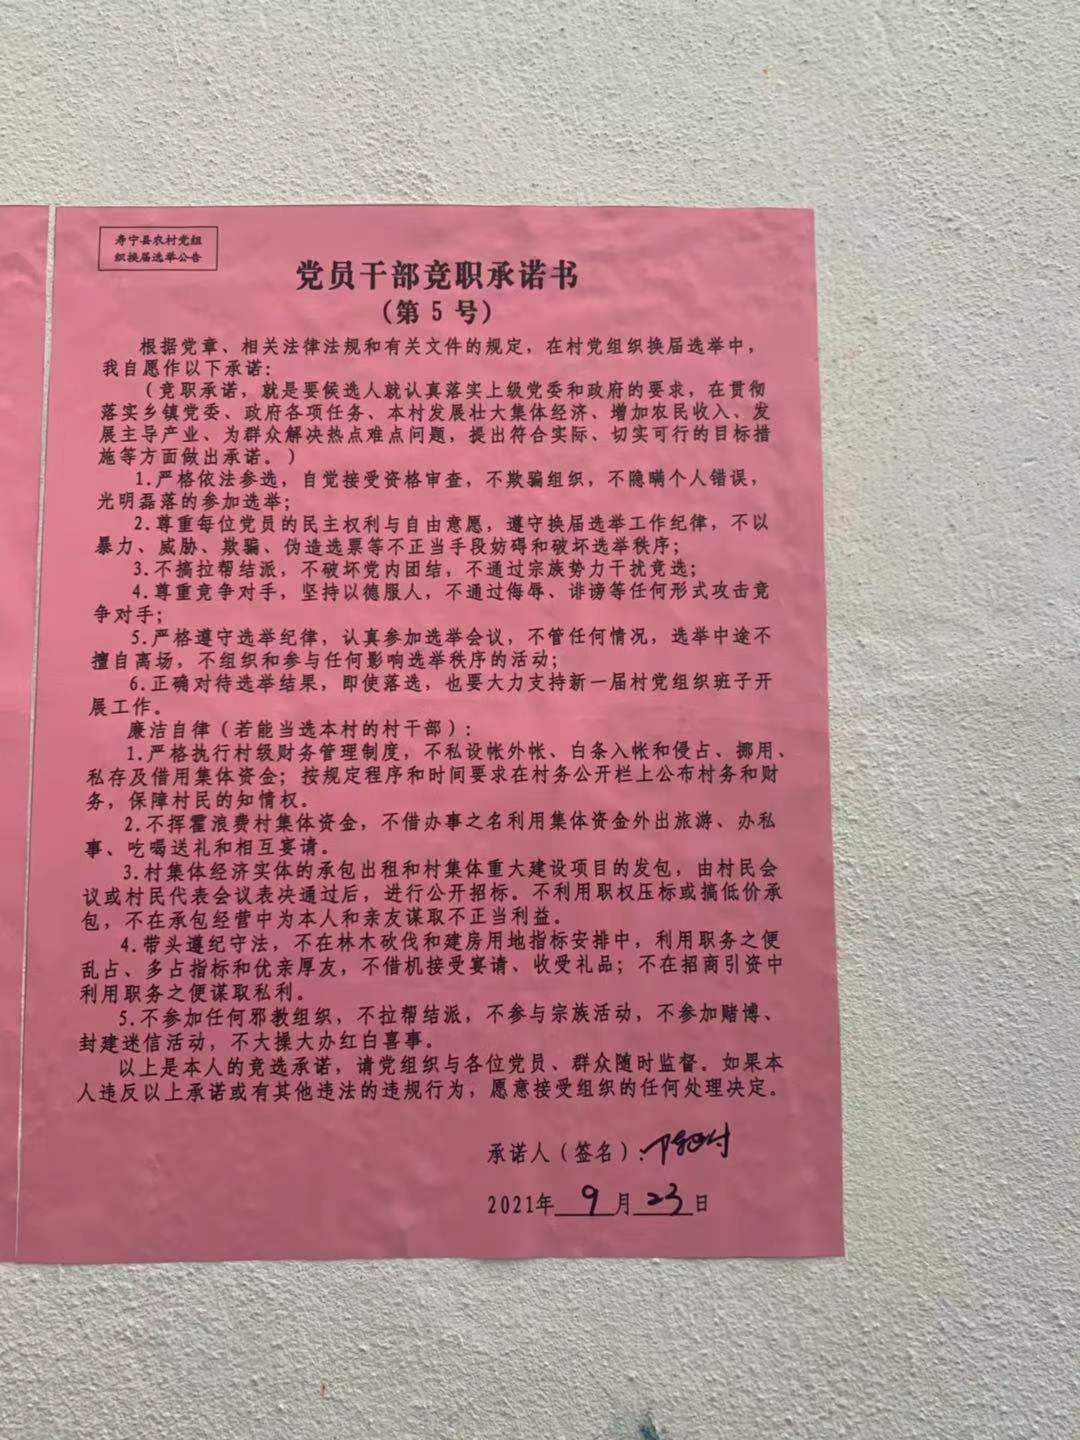 寿宁县农村党组
织换届选举公告
党员干部竞职承诺书
(第 5 号)
根据党章、相关法律法规和有关文件的规定，在村党组织换届选举中，
我自愿作以下承诺：
（竞职承诺，就是要候选人就认真落实上级党委和政府的要求，在贯彻
落实乡镇党委、政府各项任务、本村发展壮大集体经济、增加农民收入、发
展主导产业、为群众解决热点难点问题，提出符合实际、切实可行的目标措
施等方面做出承诺。）
1.严格依法参选，自觉接受资格审查，不欺骗组织，不隐瞒个人错误，
光明磊落的参加选举；
2.尊重每位党员的民主权利与自由意愿，遵守换届选举工作纪律，不以
暴力、威胁、欺骗、伪造选票等不正当手段妨碍和破坏选举秩序；
3.不搞拉帮结派，不破坏党内团结，不通过宗族势力干扰竞选；
4.尊重竞争对手，坚持以德服人，不通过侮辱、诽谤等任何形式攻击竞
争对手；
5.严格遵守选举纪律，认真参加选举会议，不管任何情况，选举中途不
擅自离场，不组织和参与任何影响选举秩序的活动；
6.正确对待选举结果，即使落选，也要大力支持新一届村党组织班子开
展工作。
廉洁自律（若能当选本村的村干部）：
1.严格执行村级财务管理制度，不私设帐外帐、白条入帐和侵占、挪用、
私存及借用集体资金；按规定程序和时间要求在村务公开栏上公布村务和财
务，保障村民的知情权。
2.不挥霍浪费村集体资金，不借办事之名利用集体资金外出旅游、办私
事、吃喝送礼和相互宴请。
3.村集体经济实体的承包出租和村集体重大建设项目的发包，由村民会
议或村民代表会议表决通过后，进行公开招标。不利用职权压标或搞低价承
包，不在承包经营中为本人和亲友谋取不正当利益。
4.带头遵纪守法，不在林木砍伐和建房用地指标安排中，利用职务之便
乱占、多占指标和优亲厚友，不借机接受宴请、收受礼品；不在招商引资中
利用职务之便谋取私利。
5.不参加任何邪教组织，不拉帮结派，不参与宗族活动，不参加赌博、
封建迷信活动，不大操大办红白喜事。
以上是本人的竞选承诺，请党组织与各位党员、群众随时监督。如果本
人违反以上承诺或有其他违法的违规行为，愿意接受组织的任何处理决定。
承诺人（签名）：
2021年 9 月 23 日